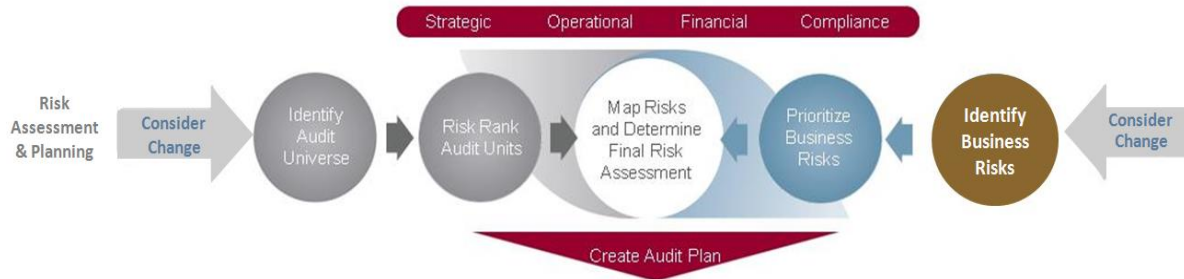 Strategic Operational Financial Compliance
Risk
Assessment
& Planning
Consider
Change
Identify
Audit
Universe
Risk Rank
Audit Units
Map Risks
and Determine
Final Risk
Assessment
Prioritize
Business
Risks
Identify
Business
Risks
Consider
Change
Create Audit Plan